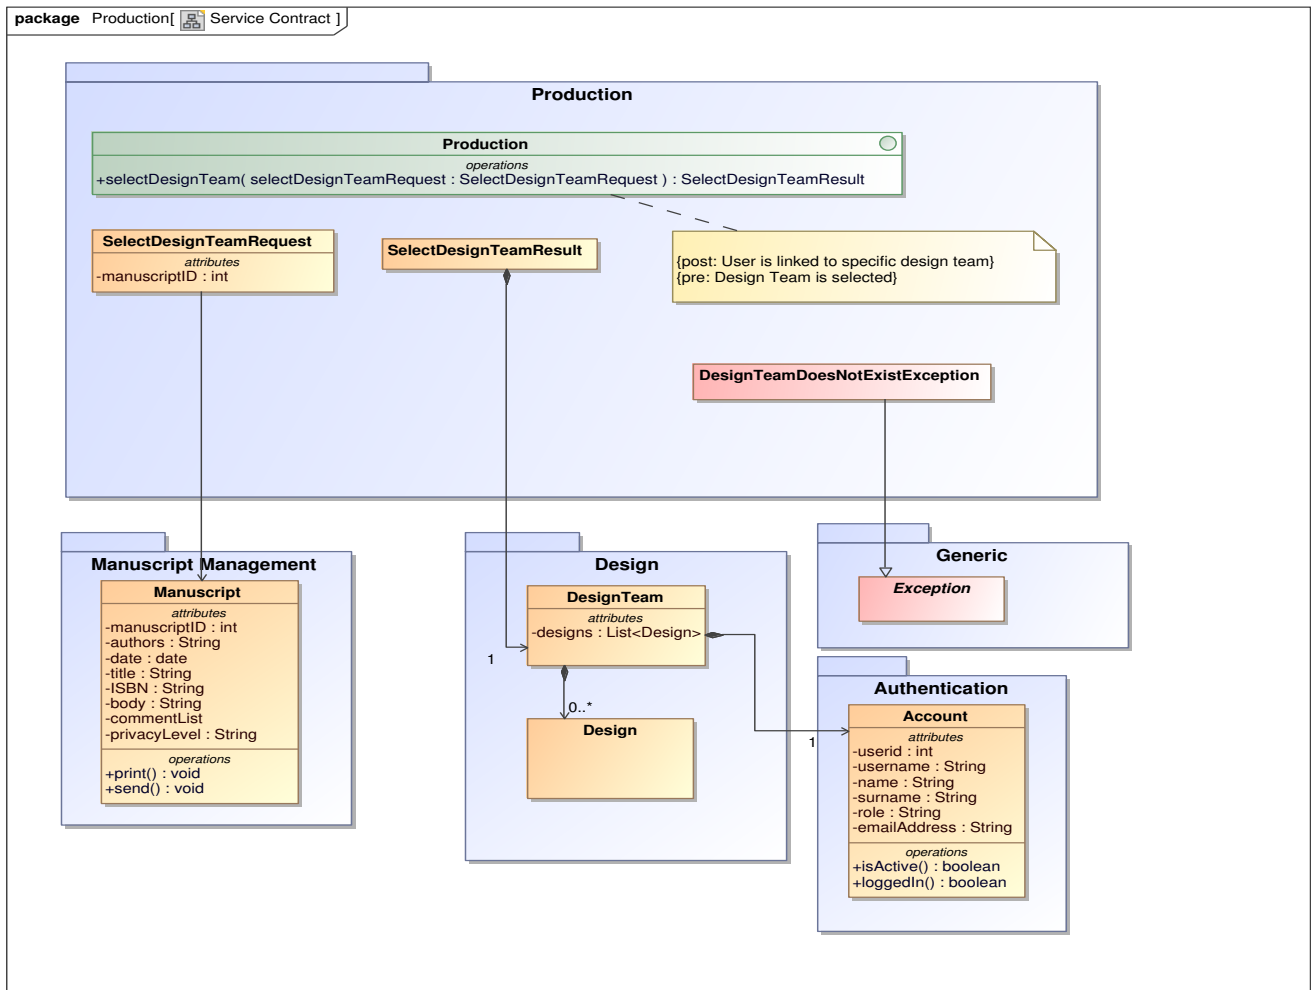 package Production[ Service Contract ]
Production
Production
operations
+selectDesignTeam( selectDesignTeamRequest : SelectDesignTeamRequest ) : SelectDesignTeamResult
SelectDesignTeamRequest
attributes
-manuscriptID : int
SelectDesignTeamResult
{post: User is linked to specific design team}
{pre: Design Team is selected}
DesignTeamDoesNotExistException
Manuscript Management
Manuscript
attributes
-manuscriptID : int
-authors : String
-date : date
-title : String
-ISBN : String
-body : String
-commentList
-privacyLevel : String
operations
+print() : void
+send() : void
Design
DesignTeam
attributes
-designs : List<Design>
1
0..*
Design
Generic
Exception
Authentication
1
Account
attributes
-userid : int
-username : String
-name : String
-surname : String
-role : String
-emailAddress : String
operations
+isActive() : boolean
+loggedIn() : boolean